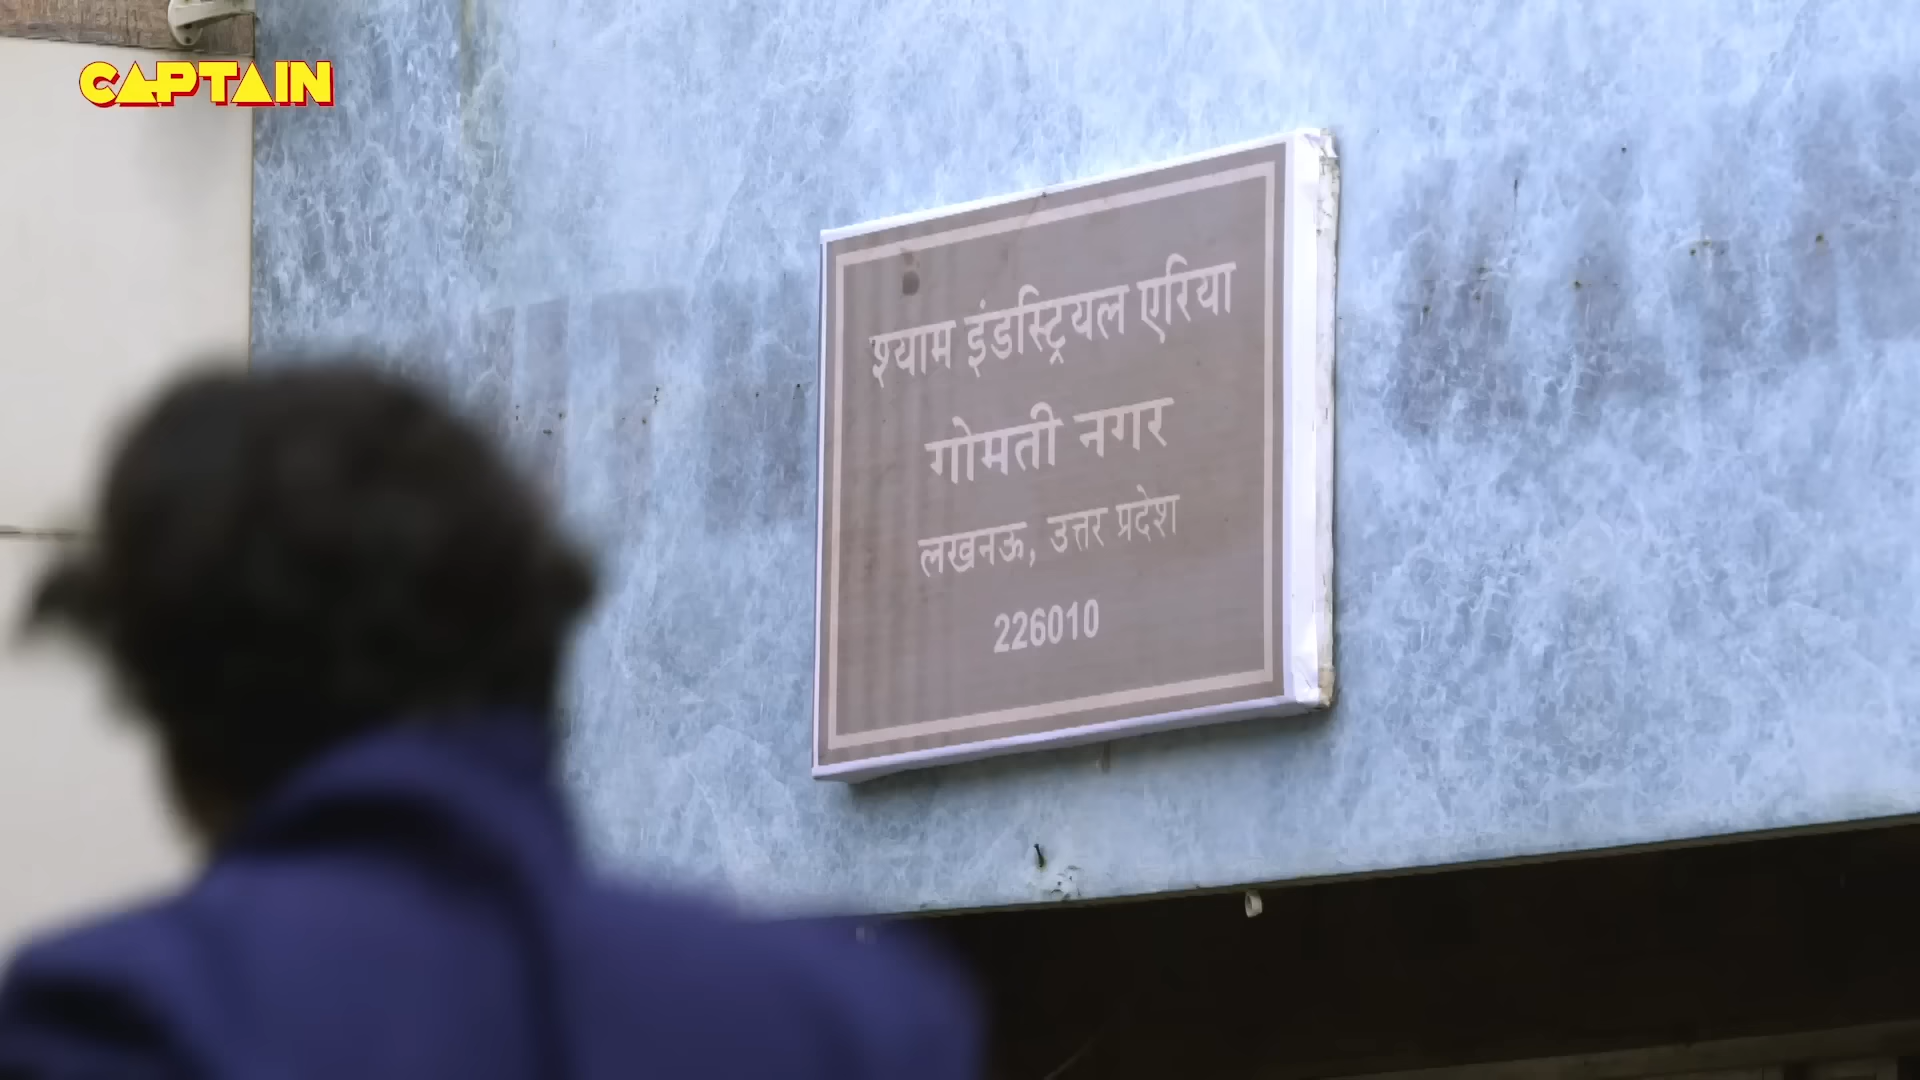 CAPTAIN
श्याम इंडस्ट्रियल एरिया
गोमती नगर
लखनऊ, उत्तर प्रदेश
226010